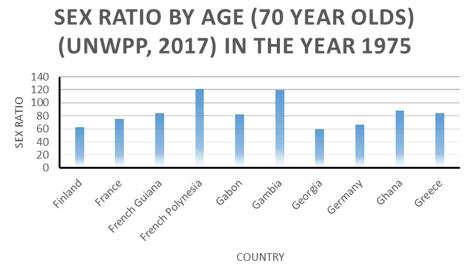 SEX RATIO BY AGE (70 YEAR OLDS)
(UNWPP, 2017) IN THE YEAR 1975
SEX RATIO
140
120
100
80
60
40
20
0
Finland
France
French Guiana
French Polynesia
Gabon
Gambia
Georgia
Germany
Ghana
Greece
COUNTRY